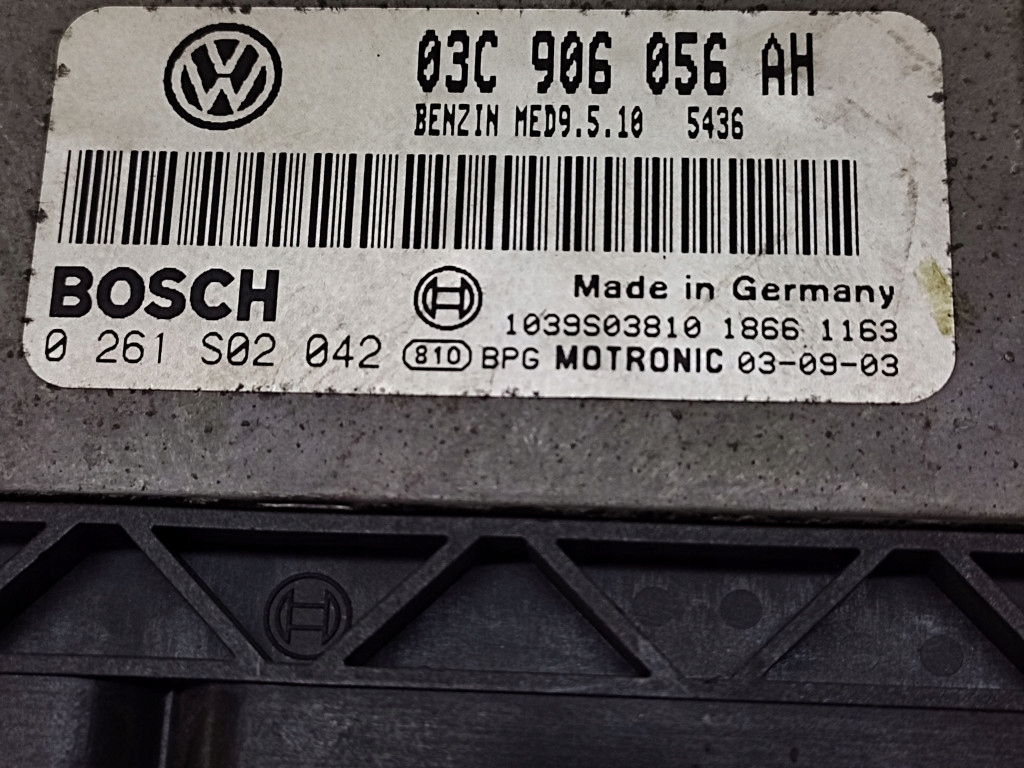 03C 906 056 AH
BENZIN MED9.5.10 5436
BOSCH
Made in Germany
1039S03810 1866 1163
0 261 S02 042 810 BPG MOTRONIC 03-09-03